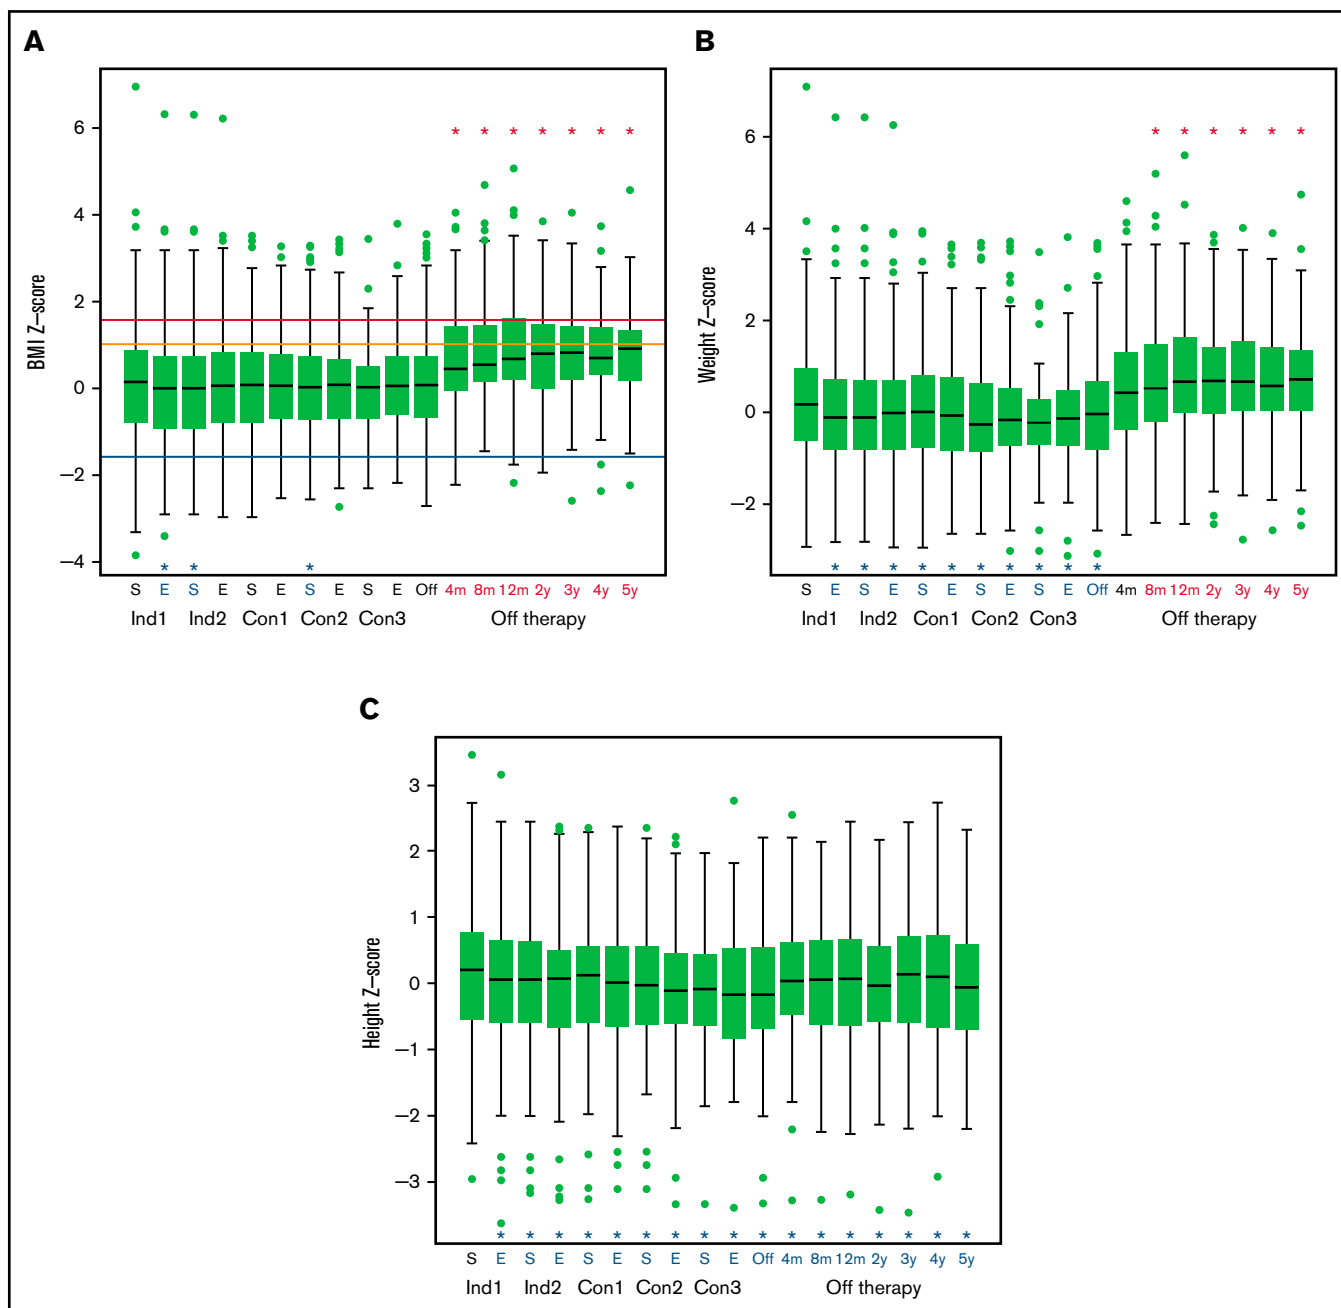 A
BMI Z–score
6
4
2
0
–2
–4
* * * * * * *
* * *
S E S E S E S E S E Off 4m 8m 12m 2y 3y 4y 5y
Ind1 Ind2 Con1 Con2 Con3 Off therapy
B
Weight Z–score
6
4
2
0
–2
* * * * * *
* * * * * * * * * *
S E S E S E S E S E Off 4m 8m 12m 2y 3y 4y 5y
Ind1 Ind2 Con1 Con2 Con3 Off therapy
C
Height Z–score
3
2
1
0
–1
–2
–3
* * * * * * * * * * * * * * * * *
S E S E S E S E S E Off 4m 8m 12m 2y 3y 4y 5y
Ind1 Ind2 Con1 Con2 Con3 Off therapy